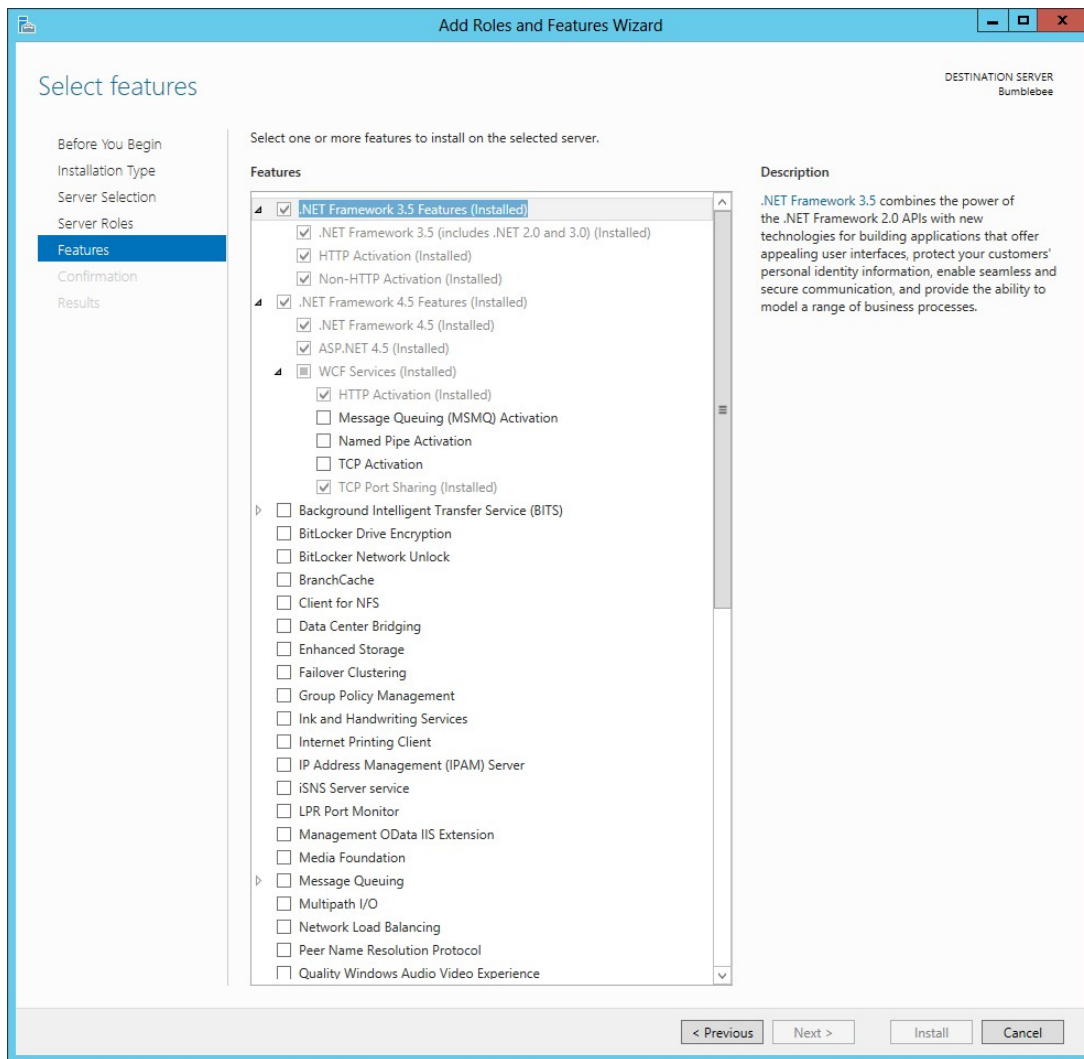 Add Roles and Features Wizard
Select features
DESTINATION SERVER
Bumblebee
Before You Begin
Installation Type
Server Selection
Server Roles
Features
Confirmation
Results
Select one or more features to install on the selected server.
Features
.NET Framework 3.5 Features (Installed)
.NET Framework 3.5 (includes .NET 2.0 and 3.0) (Installed)
HTTP Activation (Installed)
Non-HTTP Activation (Installed)
.NET Framework 4.5 Features (Installed)
.NET Framework 4.5 (Installed)
ASP.NET 4.5 (Installed)
WCF Services (Installed)
HTTP Activation (Installed)
Message Queuing (MSMQ) Activation
Named Pipe Activation
TCP Activation
TCP Port Sharing (Installed)
Background Intelligent Transfer Service (BITS)
BitLocker Drive Encryption
BitLocker Network Unlock
BranchCache
Client for NFS
Data Center Bridging
Enhanced Storage
Failover Clustering
Group Policy Management
Ink and Handwriting Services
Internet Printing Client
IP Address Management (IPAM) Server
iSNS Server service
LPR Port Monitor
Management OData IIS Extension
Media Foundation
Message Queuing
Multipath I/O
Network Load Balancing
Peer Name Resolution Protocol
Quality Windows Audio Video Experience
Description
.NET Framework 3.5 combines the power of
the .NET Framework 2.0 APIs with new
technologies for building applications that offer
appealing user interfaces, protect your customers'
personal identity information, enable seamless and
secure communication, and provide the ability to
model a range of business processes.
< Previous
Next >
Install
Cancel